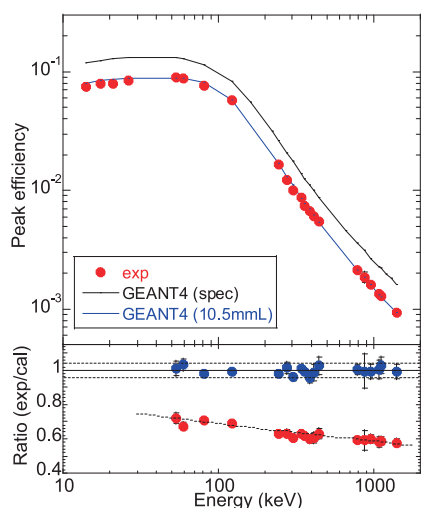 10⁻¹
10⁻²
10⁻³
Peak efficiency
exp
GEANT4 (spec)
GEANT4 (10.5mmL)
1
0.8
0.6
0.4
Ratio (exp/cal)
10
100
1000
Energy (keV)